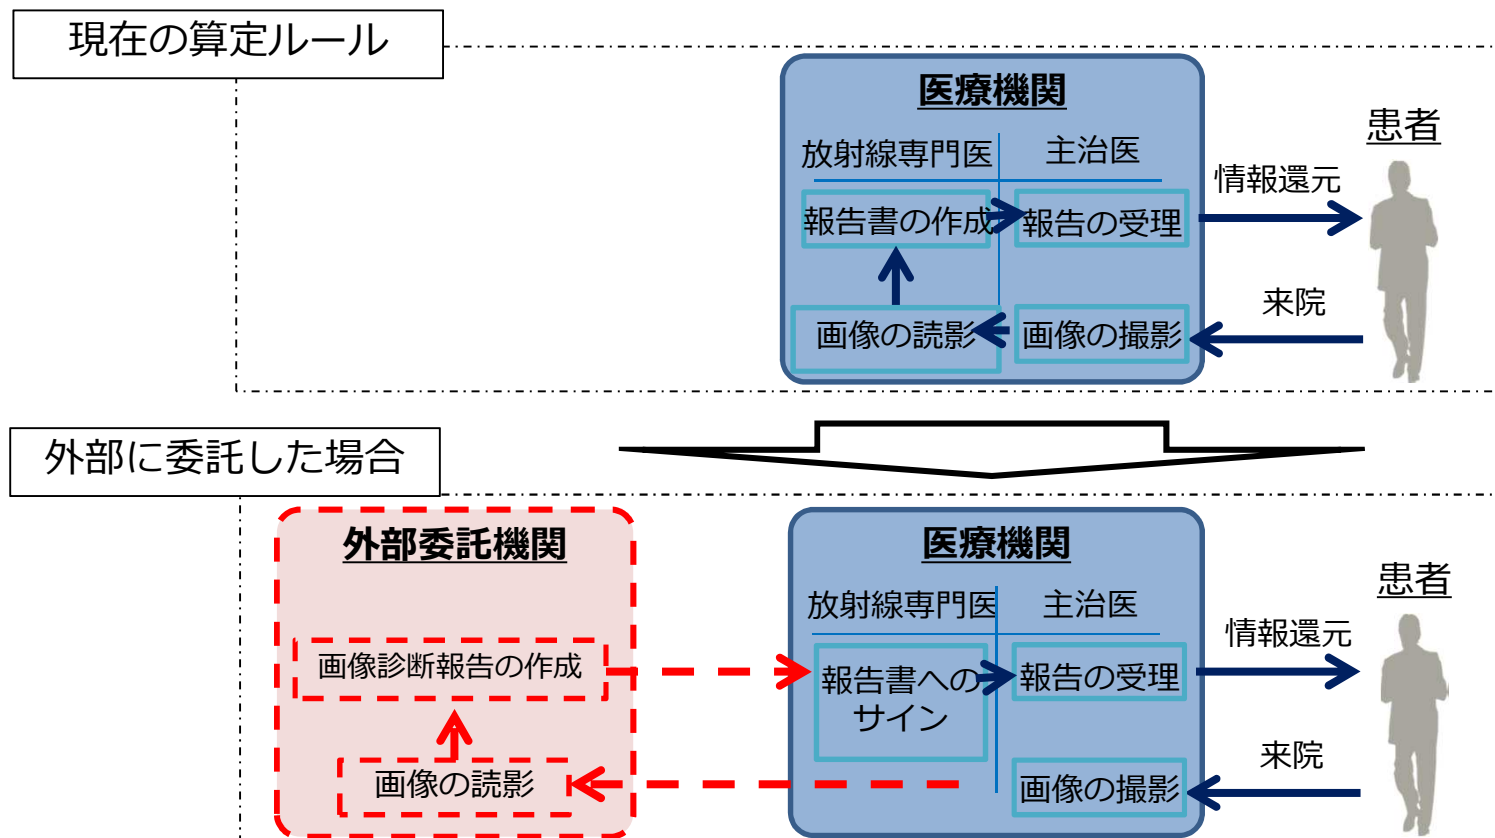 現在の算定ルール
医療機関
患者
放射線専門医
主治医
情報還元
報告書の作成
報告の受理
来院
画像の読影
画像の撮影
外部に委託した場合
外部委託機関
医療機関
患者
放射線専門医
主治医
情報還元
画像診断報告の作成
報告書への
サイン
報告の受理
来院
画像の読影
画像の撮影